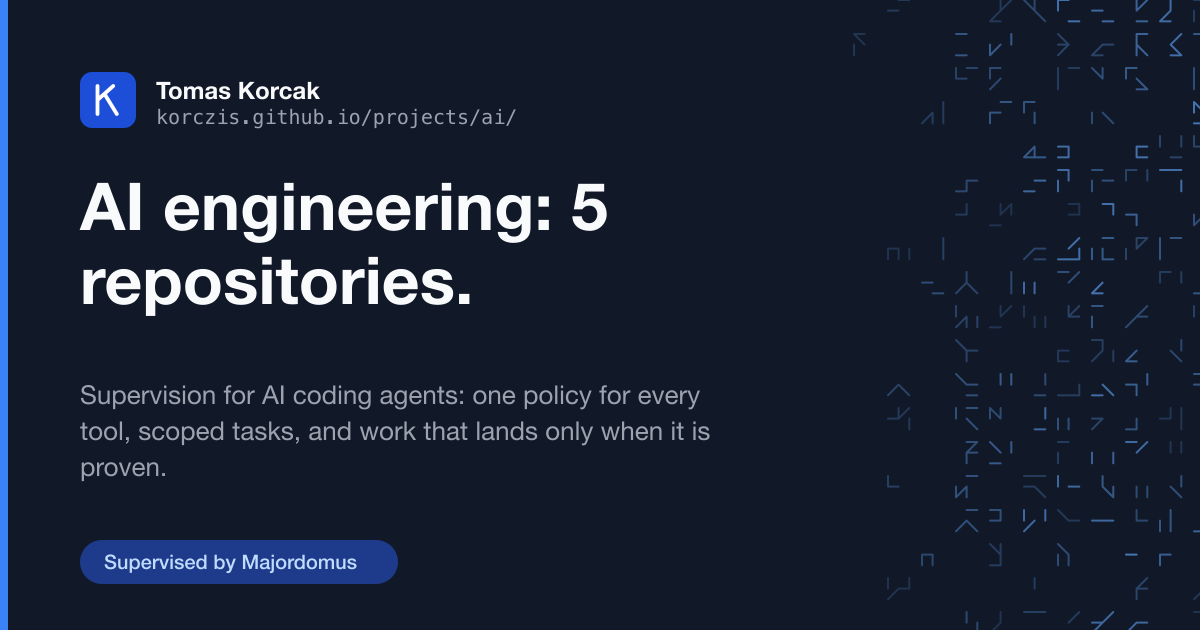 K
Tomas Korcak
korczis.github.io/projects/ai/
AI engineering: 5
repositories.
Supervision for AI coding agents: one policy for every
tool, scoped tasks, and work that lands only when it is
proven.
Supervised by Majordomus